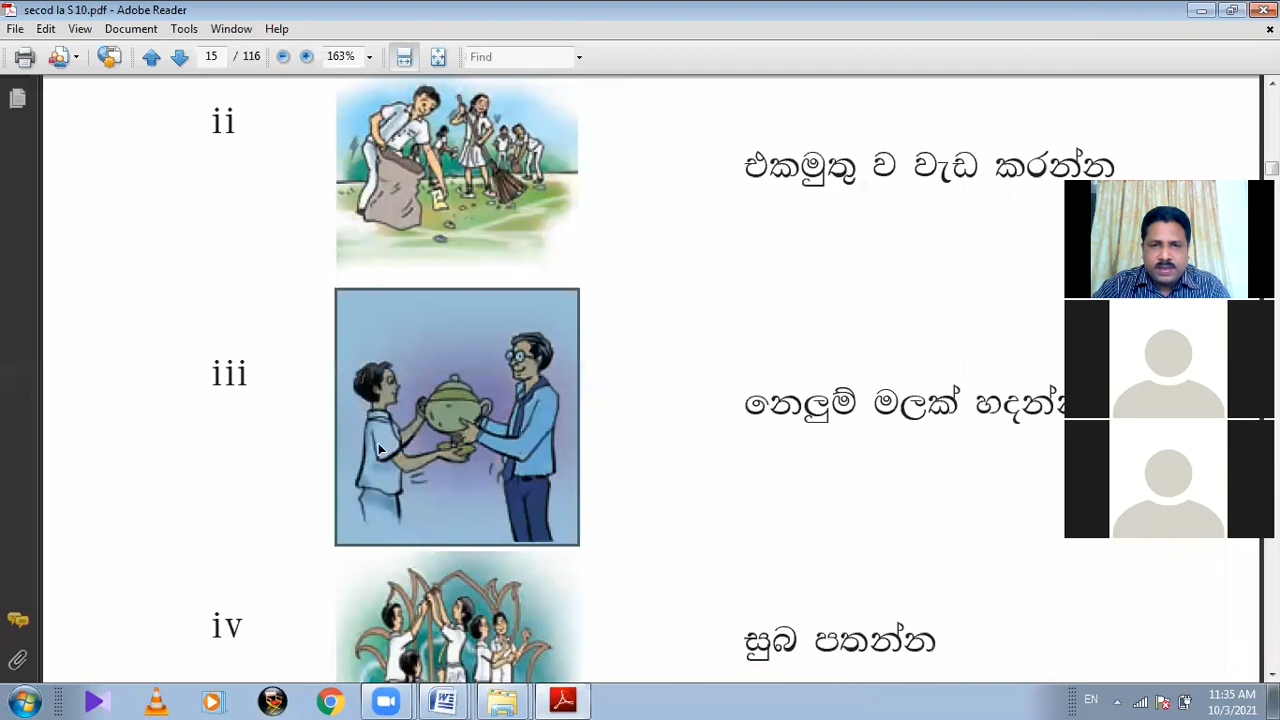 secod la S 10.pdf - Adobe Reader
File Edit View Document Tools Window Help
15 / 116 163% Find
ii
එකමුතු ව වැඩ කරන්න
iii
නෙලුම් මලක්
iv
සුබ පතන්න
EN
11:35 AM
10/3/2021